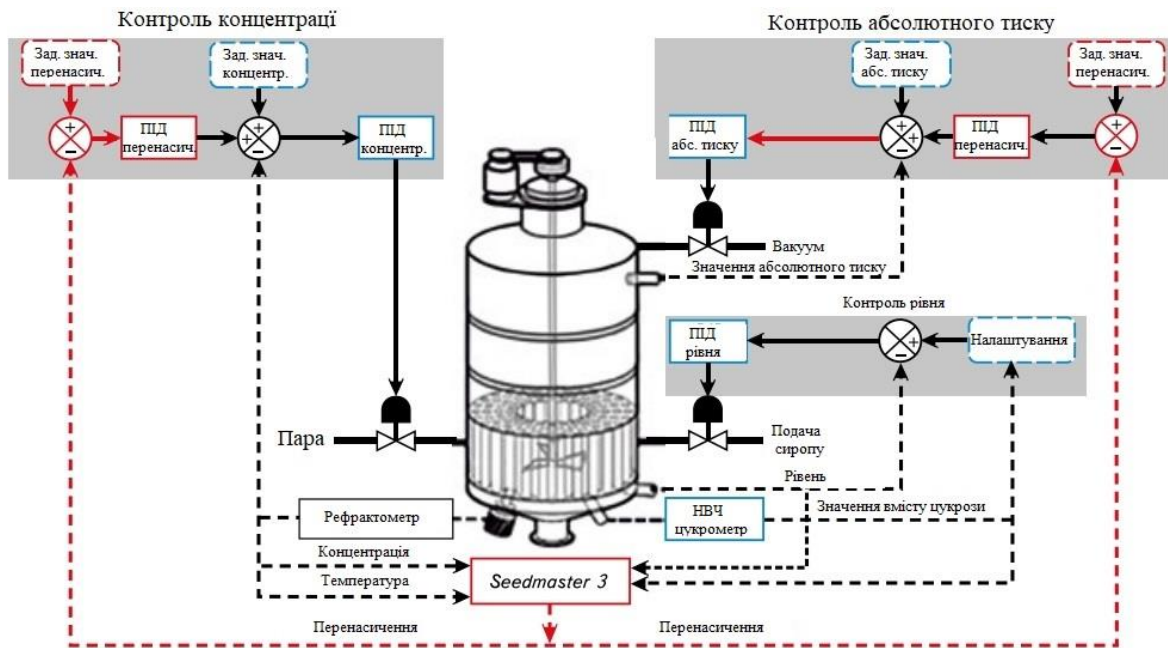 Контроль концентрації
Контроль абсолютного тиску
Зад. знач.
перенасич.
Зад. знач.
концентр.
Зад. знач.
абс. тиску
Зад. знач.
перенасич.
ПІД
перенасич.
ПІД
концентр.
ПІД
абс. тиску
ПІД
перенасич.
Вакуум
Значення абсолютного тиску
Контроль рівня
ПІД
рівня
Налаштування
Пара
Подача
сиропу
Рівень
Рефрактометр
НВЧ
цукрометр
Значення вмісту цукрози
Концентрація
Температура
Seedmaster 3
Перенасичення
Перенасичення